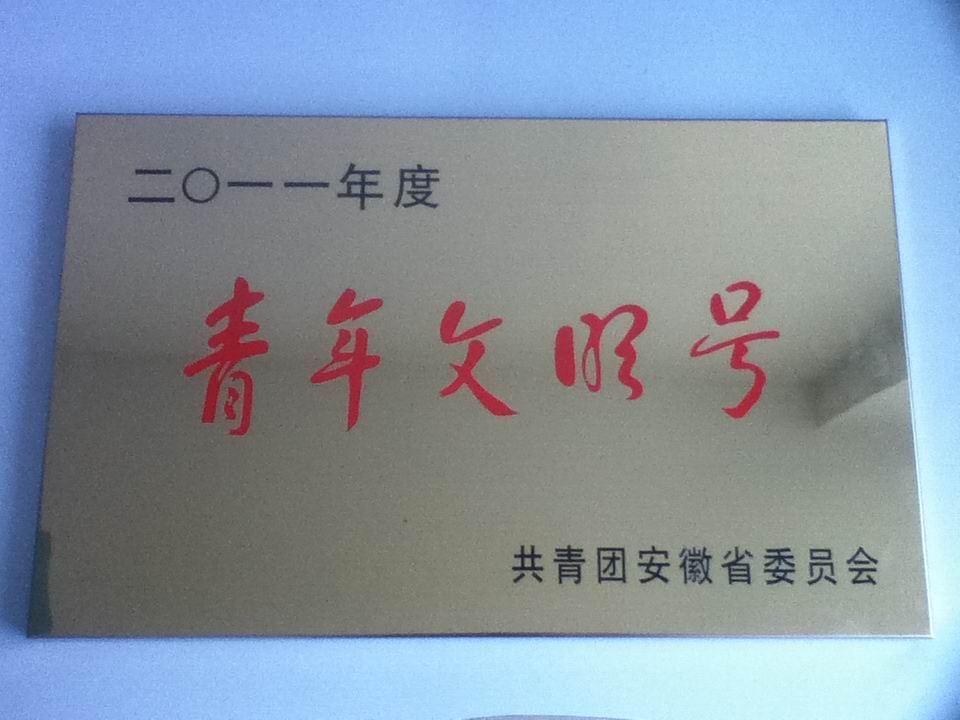 二〇一一年度
青年文明号
共青团安徽省委员会